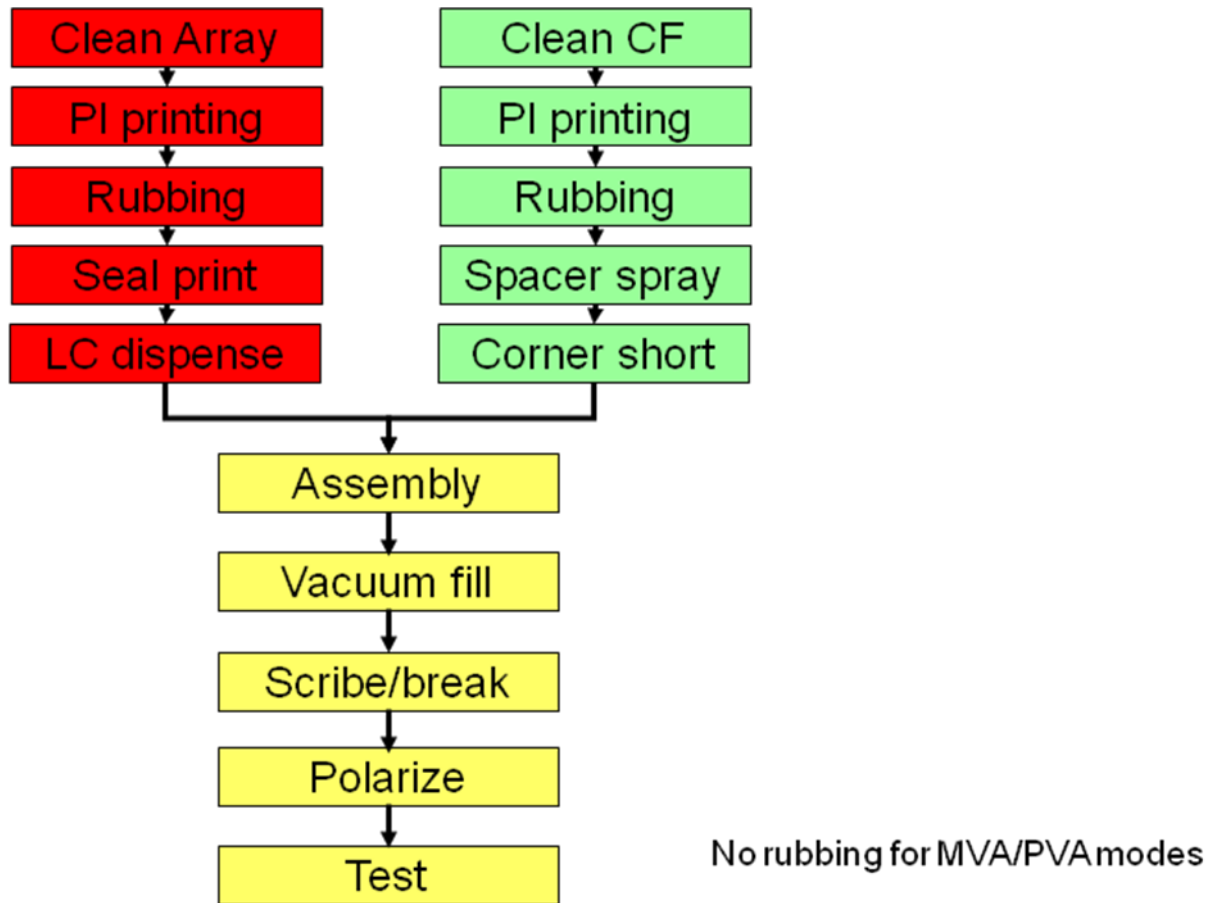 Clean Array
PI printing
Rubbing
Seal print
LC dispense
Clean CF
PI printing
Rubbing
Spacer spray
Corner short
Assembly
Vacuum fill
Scribe/break
Polarize
Test
No rubbing for MVA/PVA modes